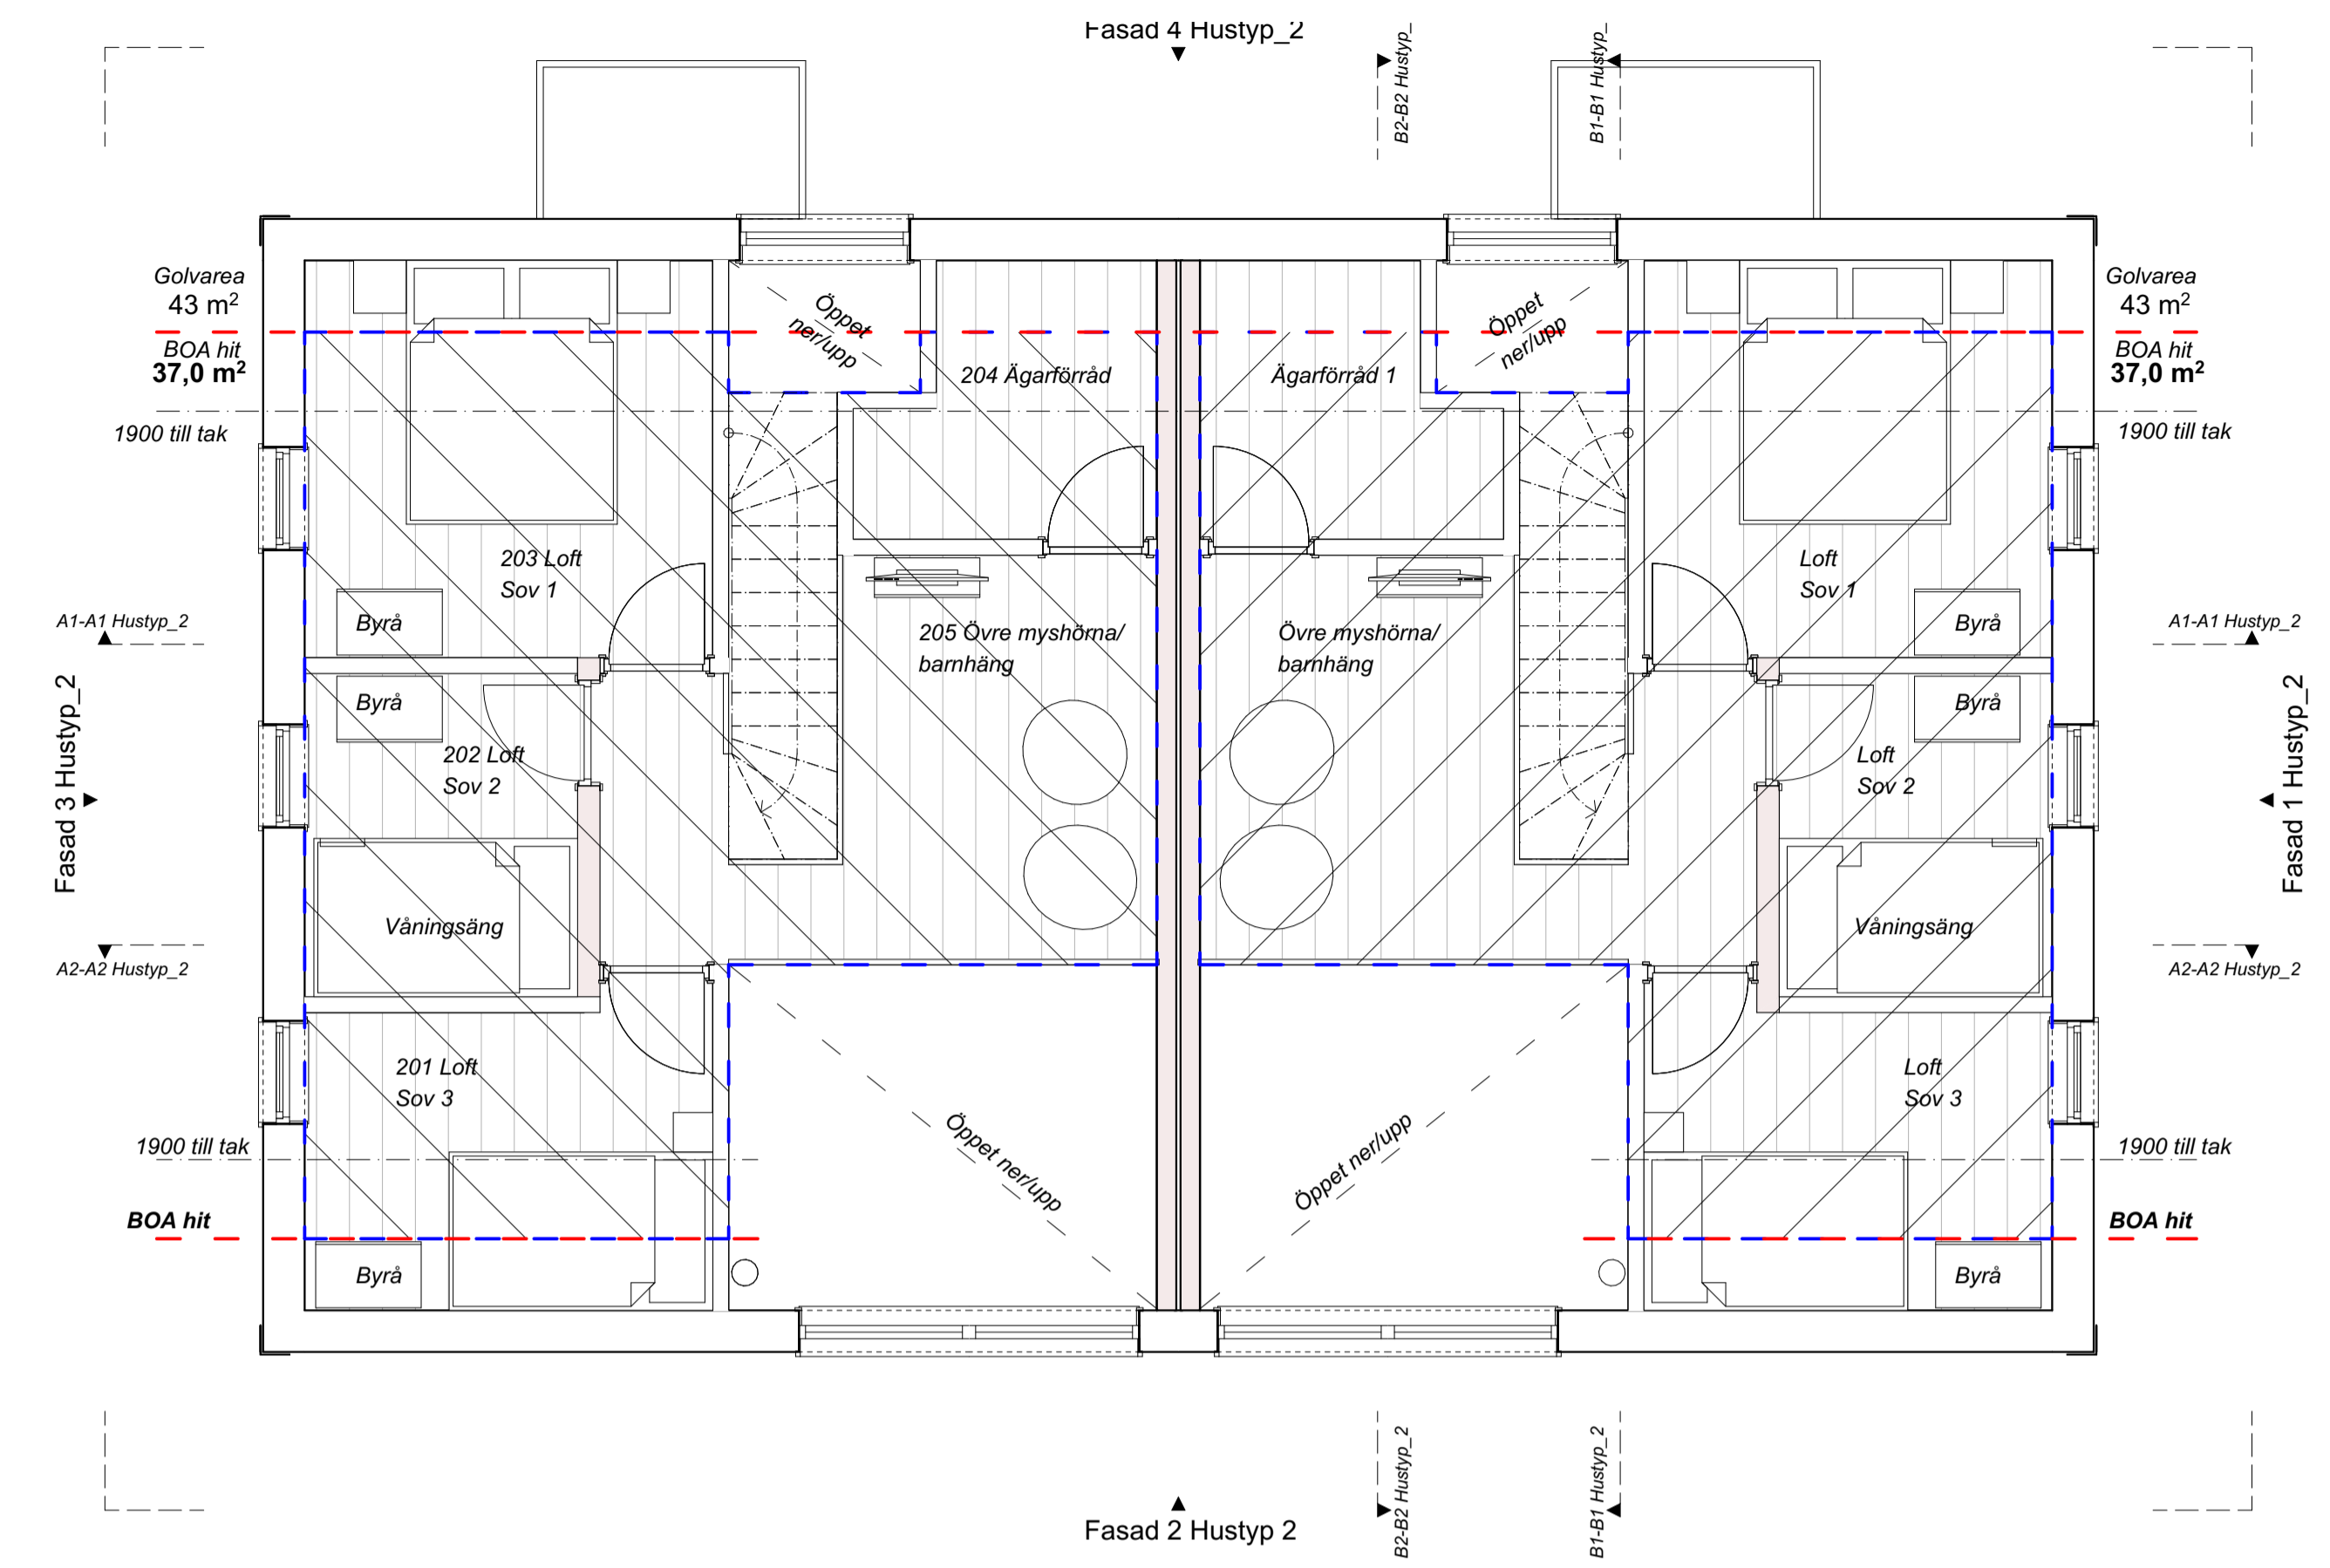 Fasad 4 Hustyp_2
B2-B2 Hustyp_
B1-B1 Hustyp_
Golvarea
43 m²
BOA hit
37,0 m²
1900 till tak
Golvarea
43 m²
BOA hit
37,0 m²
1900 till tak
Öppet
ner/upp
204 Ägarförråd
Ägarförråd 1
Öppet
ner/upp
203 Loft
Sov 1
Byrå
205 Övre myshörna/
barnhäng
Övre myshörna/
barnhäng
Loft
Sov 1
Byrå
A1-A1 Hustyp_2
A1-A1 Hustyp_2
Byrå
202 Loft
Sov 2
Byrå
Loft
Sov 2
Fasad 3 Hustyp_2
Fasad 1 Hustyp_2
Våningsäng
Våningsäng
A2-A2 Hustyp_2
A2-A2 Hustyp_2
201 Loft
Sov 3
Loft
Sov 3
Öppet ner/upp
Öppet ner/upp
1900 till tak
1900 till tak
BOA hit
BOA hit
Byrå
Byrå
B2-B2 Hustyp_2
B1-B1 Hustyp_2
Fasad 2 Hustyp 2